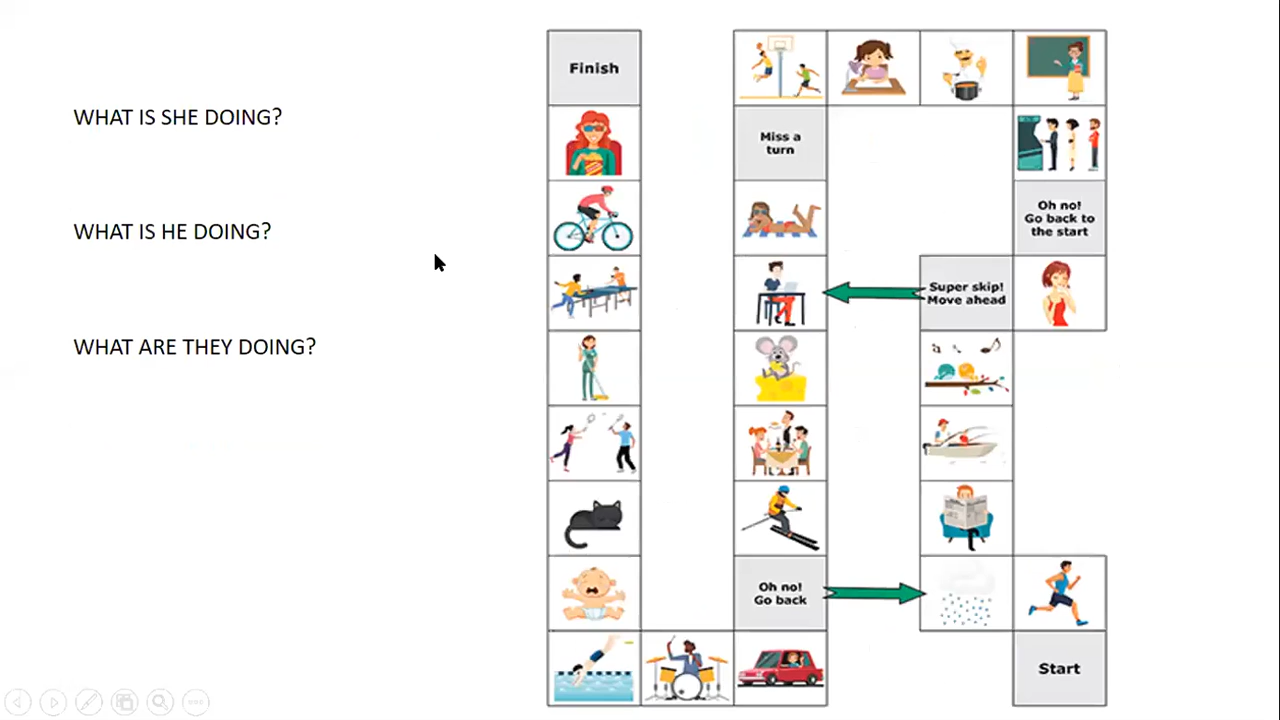 WHAT IS SHE DOING?
WHAT IS HE DOING?
WHAT ARE THEY DOING?
Finish
Miss a
turn
Oh no!
Go back to
the start
Super skip!
Move ahead
Oh no!
Go back
Start